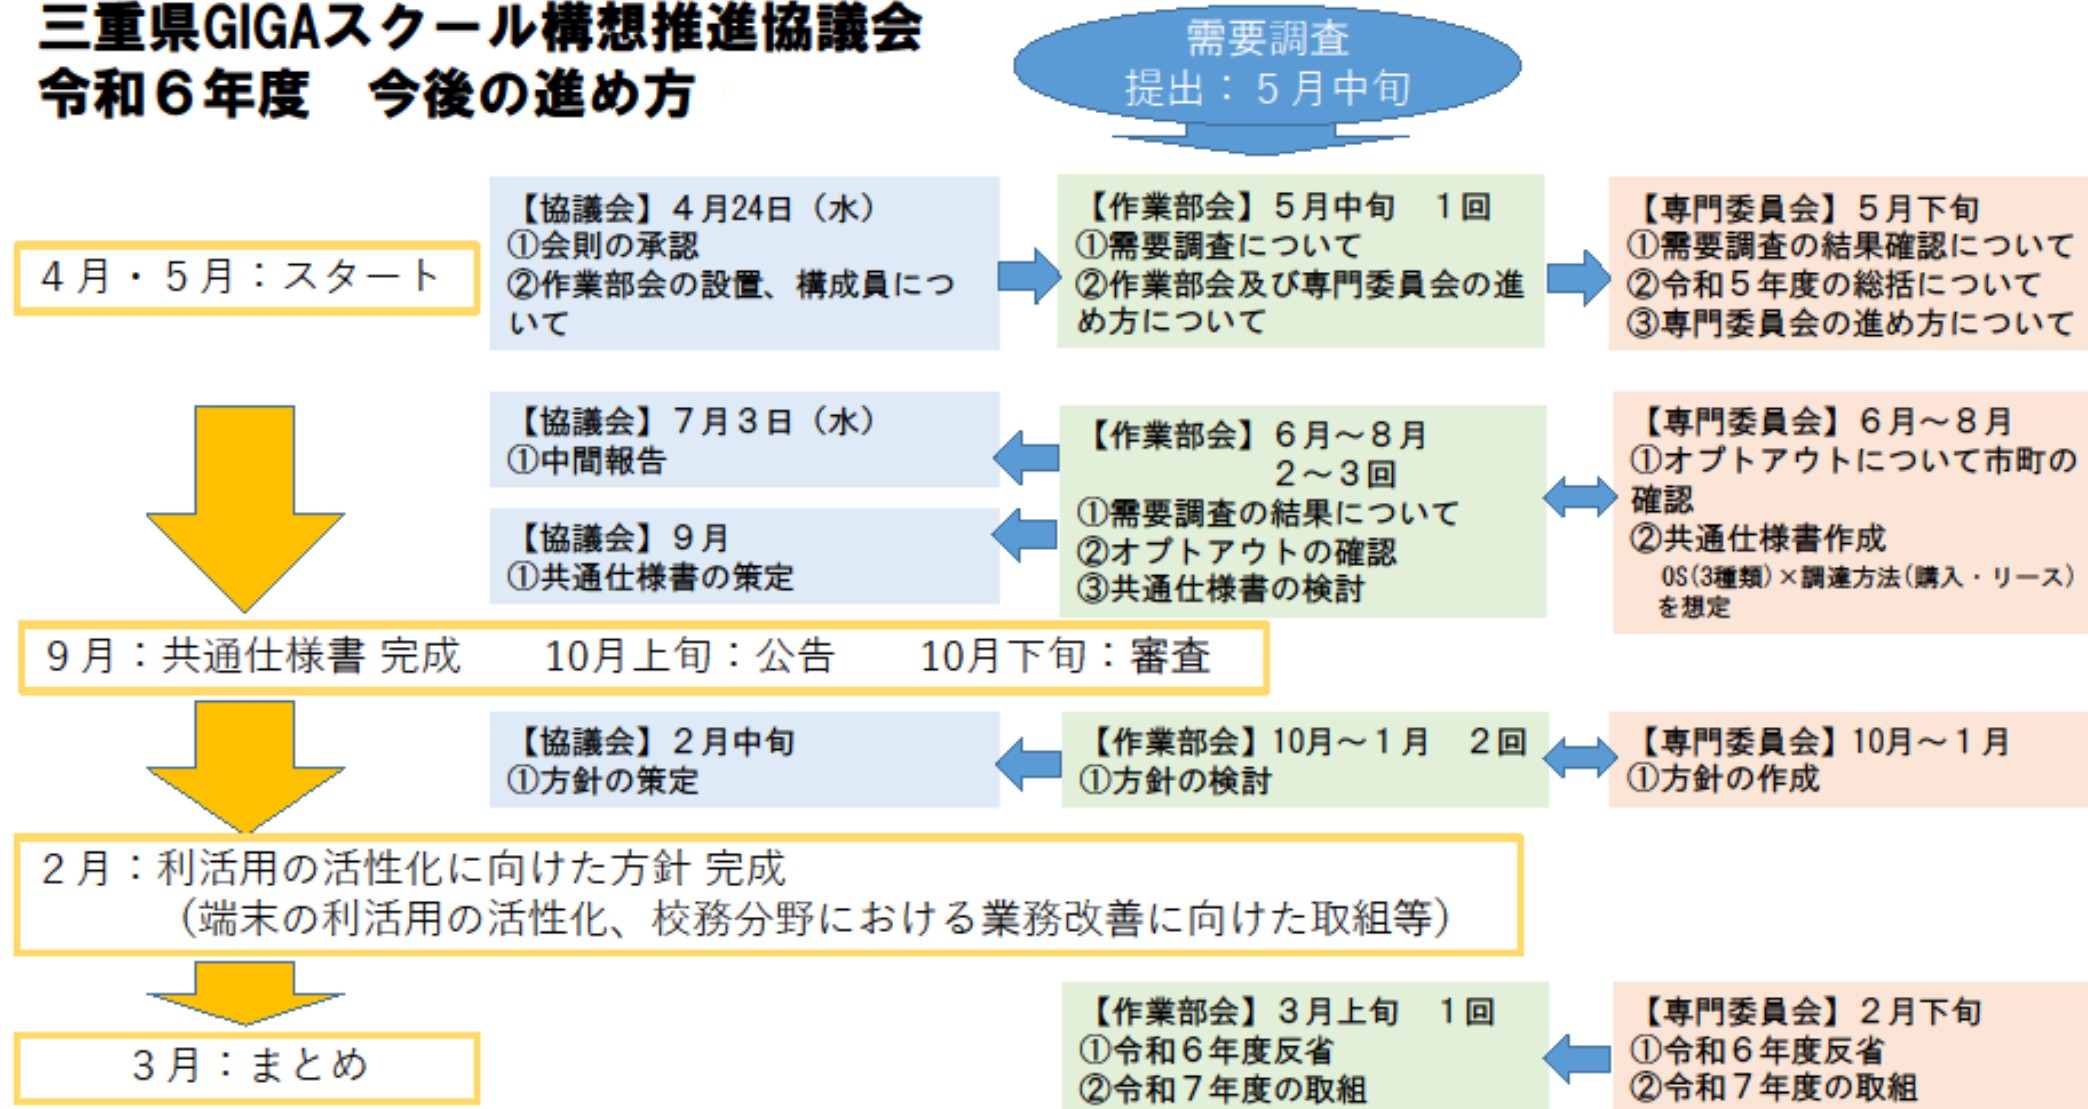 三重県GIGAスクール構想推進協議会
令和６年度　今後の進め方
需要調査
提出：５月中旬
４月・５月：スタート
【協議会】４月24日（水）
①会則の承認
②作業部会の設置、構成員につ
いて
【作業部会】５月中旬　１回
①需要調査について
②作業部会及び専門委員会の進
め方について
【専門委員会】５月下旬
①需要調査の結果確認について
②令和５年度の総括について
③専門委員会の進め方について
【協議会】７月３日（水）
①中間報告
【協議会】９月
①共通仕様書の策定
【作業部会】６月～８月
２～３回
①需要調査の結果について
②オプトアウトの確認
③共通仕様書の検討
【専門委員会】６月～８月
①オプトアウトについて市町の
確認
②共通仕様書作成
OS(3種類)×調達方法(購入・リース)
を想定
９月：共通仕様書 完成　　10月上旬：公告　　10月下旬：審査
【協議会】２月中旬
①方針の策定
【作業部会】10月～１月　２回
①方針の検討
【専門委員会】10月～１月
①方針の作成
２月：利活用の活性化に向けた方針 完成
（端末の利活用の活性化、校務分野における業務改善に向けた取組等）
３月：まとめ
【作業部会】３月上旬　１回
①令和６年度反省
②令和７年度の取組
【専門委員会】２月下旬
①令和６年度反省
②令和７年度の取組